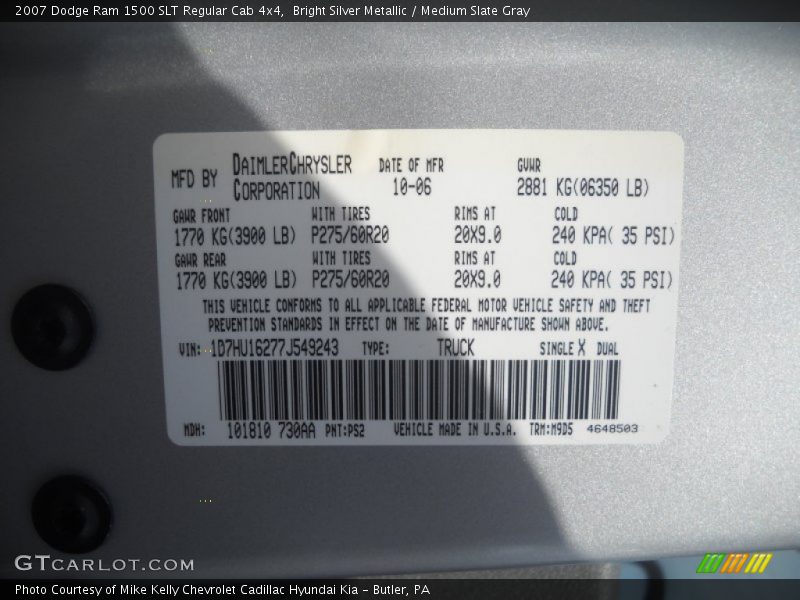 2007 Dodge Ram 1500 SLT Regular Cab 4x4,  Bright Silver Metallic / Medium Slate Gray
MFD BY DAIMLERCHRYSLER CORPORATION DATE OF MFR 10-06 GVWR 2881 KG(06350 LB)
GAWR FRONT WITH TIRES RIMS AT COLD
1770 KG(3900 LB) P275/60R20 20X9.0 240 KPA( 35 PSI)
GAWR REAR WITH TIRES RIMS AT COLD
1770 KG(3900 LB) P275/60R20 20X9.0 240 KPA( 35 PSI)
THIS VEHICLE CONFORMS TO ALL APPLICABLE FEDERAL MOTOR VEHICLE SAFETY AND THEFT
PREVENTION STANDARDS IN EFFECT ON THE DATE OF MANUFACTURE SHOWN ABOVE.
VIN: 1D7HU16277J549243 TYPE: TRUCK SINGLE X DUAL
MDH: 101810 730AA PNT:PS2 VEHICLE MADE IN U.S.A. TRM:M9D5 4648503
GTCARLOT.COM
Photo Courtesy of Mike Kelly Chevrolet Cadillac Hyundai Kia - Butler, PA